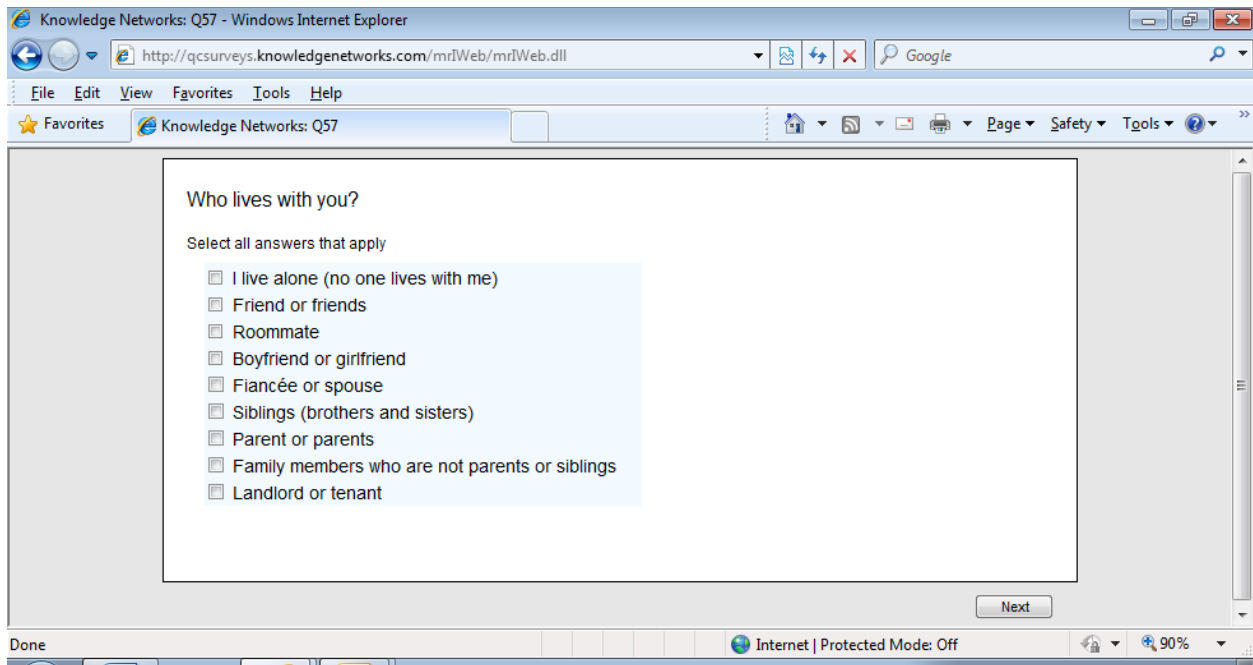 Knowledge Networks: Q57 - Windows Internet Explorer
http://qcsurveys.knowledgenetworks.com/mrIWeb/mrIWeb.dll
Google
File Edit View Favorites Tools Help
Favorites Knowledge Networks: Q57 Page Safety Tools
Who lives with you?
Select all answers that apply
I live alone (no one lives with me)
Friend or friends
Roommate
Boyfriend or girlfriend
Fiancée or spouse
Siblings (brothers and sisters)
Parent or parents
Family members who are not parents or siblings
Landlord or tenant
Next
Done Internet | Protected Mode: Off 90%